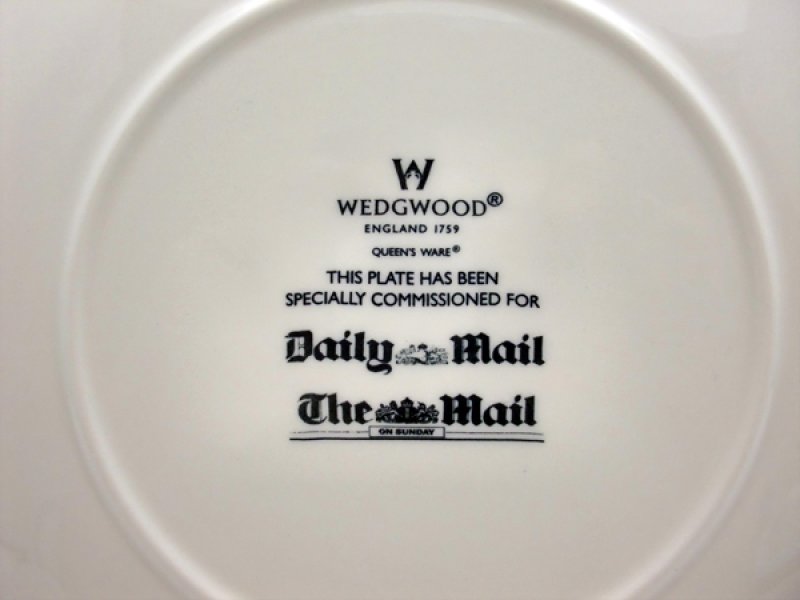 W
WEDGWOOD®
ENGLAND 1759
QUEEN'S WARE®
THIS PLATE HAS BEEN
SPECIALLY COMMISSIONED FOR
Daily Mail
The Mail
ON SUNDAY